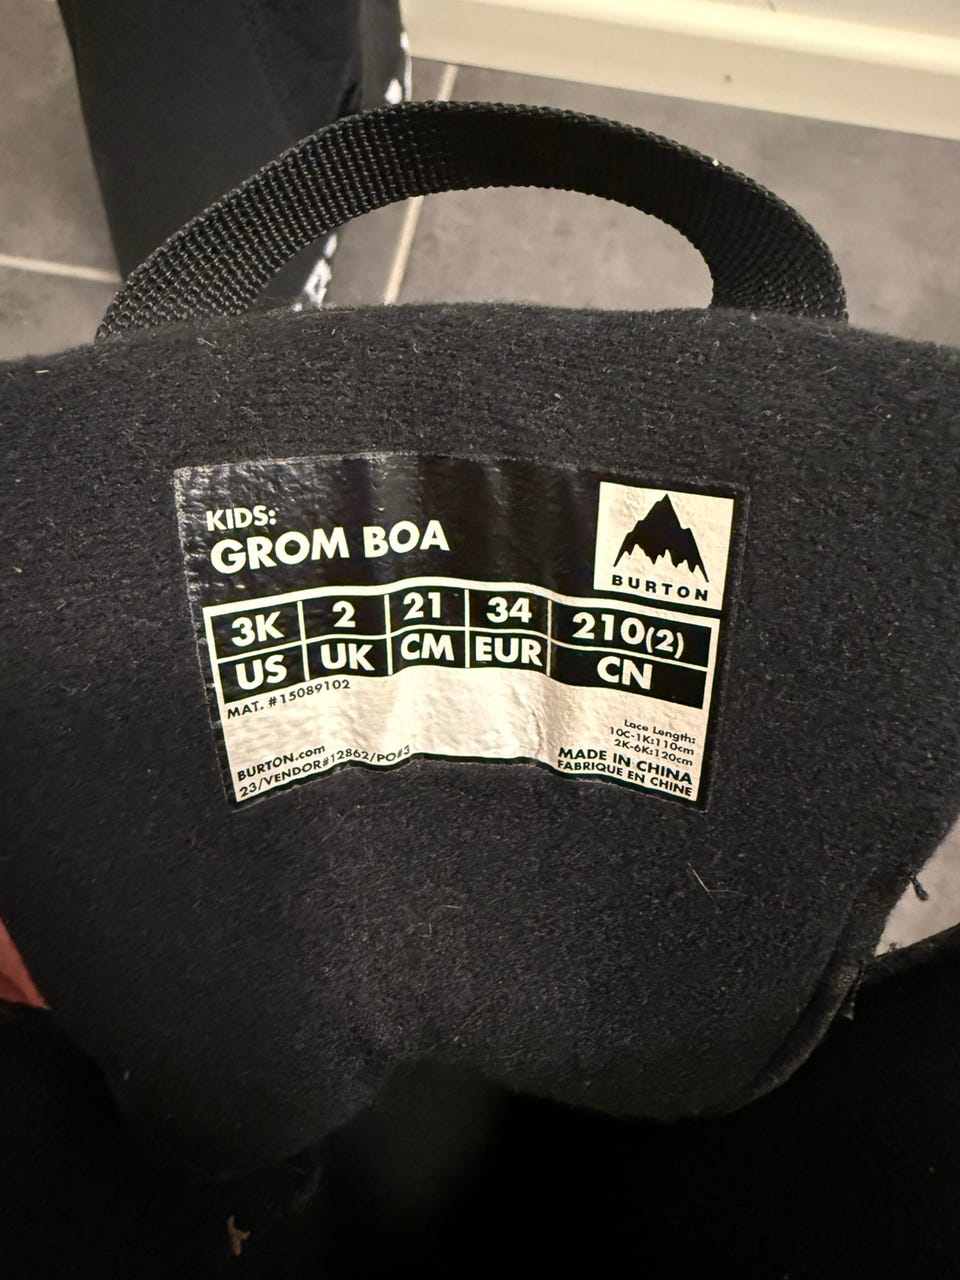 KIDS:
GROM BOA
BURTON
3K 2 21 34 210(2)
US UK CM EUR CN
MAT. #15089102
Lace Length:
10C-1K:110cm
2K-6K:120cm
BURTON.com
23/VENDOR#12862/PO#3
MADE IN CHINA
FABRIQUE EN CHINE